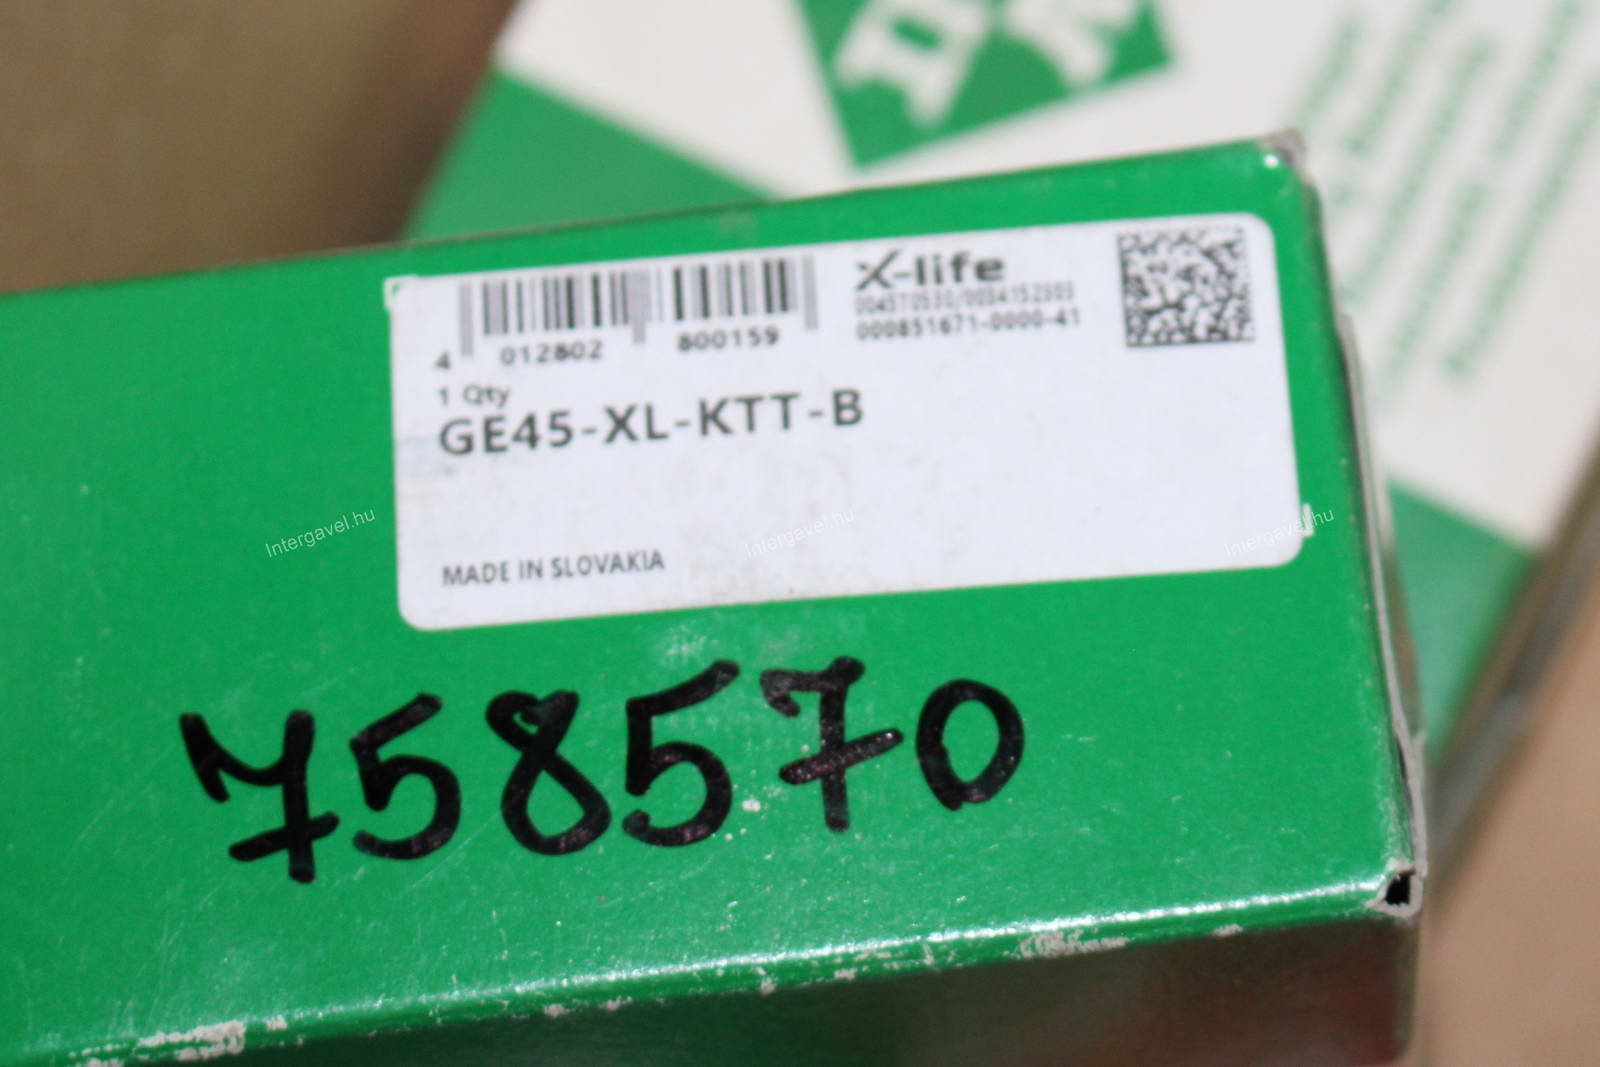 X-life
000851671-0000-41
4 012802 800159
1 Qty
GE45-XL-KTT-B
MADE IN SLOVAKIA
758570
Intergavel.hu
Intergavel.hu
Intergavel.hu